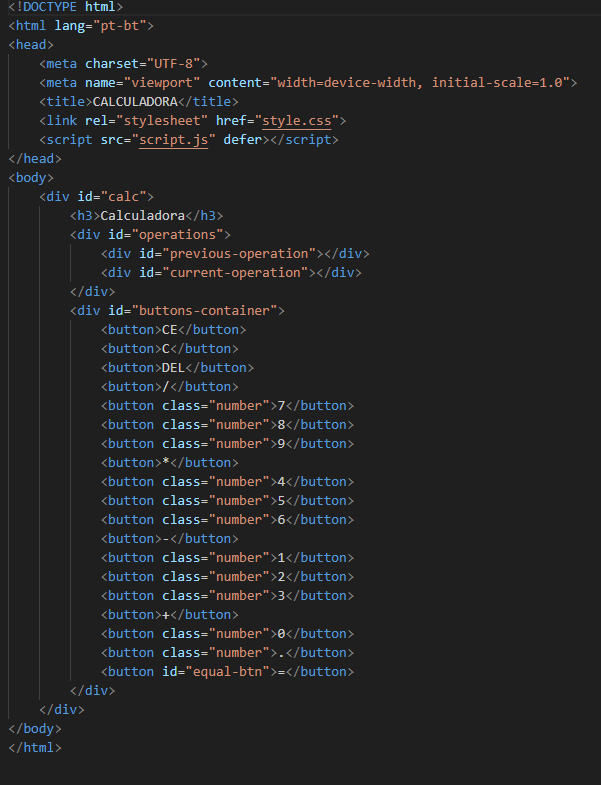 <!DOCTYPE html>
<html lang="pt-bt">
<head>
    <meta charset="UTF-8">
    <meta name="viewport" content="width=device-width, initial-scale=1.0">
    <title>CALCULADORA</title>
    <link rel="stylesheet" href="style.css">
    <script src="script.js" defer></script>
</head>
<body>
    <div id="calc">
        <h3>Calculadora</h3>
        <div id="operations">
            <div id="previous-operation"></div>
            <div id="current-operation"></div>
        </div>
        <div id="buttons-container">
            <button>CE</button>
            <button>C</button>
            <button>DEL</button>
            <button>/</button>
            <button class="number">7</button>
            <button class="number">8</button>
            <button class="number">9</button>
            <button>*</button>
            <button class="number">4</button>
            <button class="number">5</button>
            <button class="number">6</button>
            <button>-</button>
            <button class="number">1</button>
            <button class="number">2</button>
            <button class="number">3</button>
            <button>+</button>
            <button class="number">0</button>
            <button class="number">.</button>
            <button id="equal-btn">=</button>
        </div>
    </div>
</body>
</html>